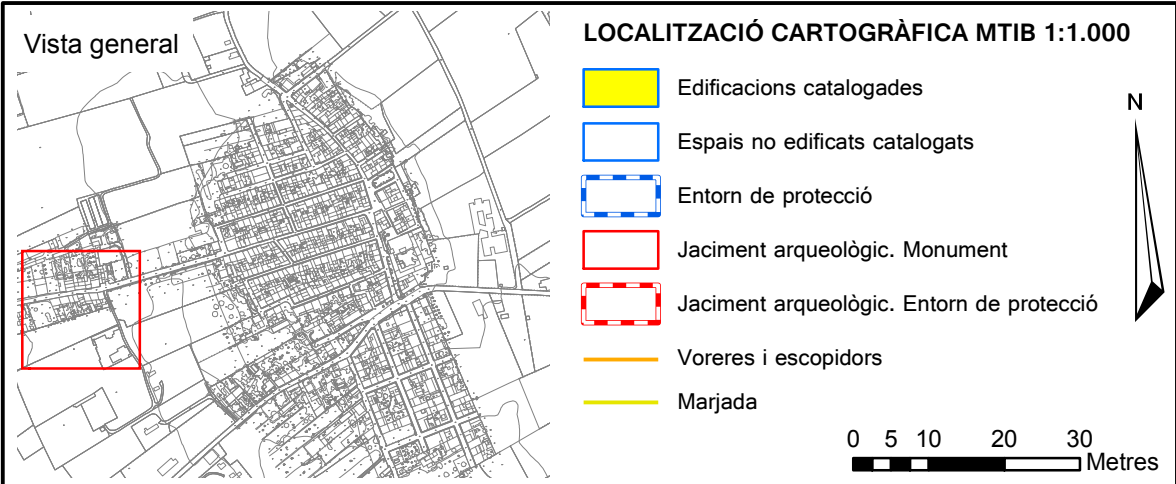 Vista general
LOCALITZACIÓ CARTOGRÀFICA MTIB 1:1.000
Edificacions catalogades
Espais no edificats catalogats
Entorn de protecció
Jaciment arqueològic. Monument
Jaciment arqueològic. Entorn de protecció
Voreres i escopidors
Marjada
N
0 5 10 20 30
Metres